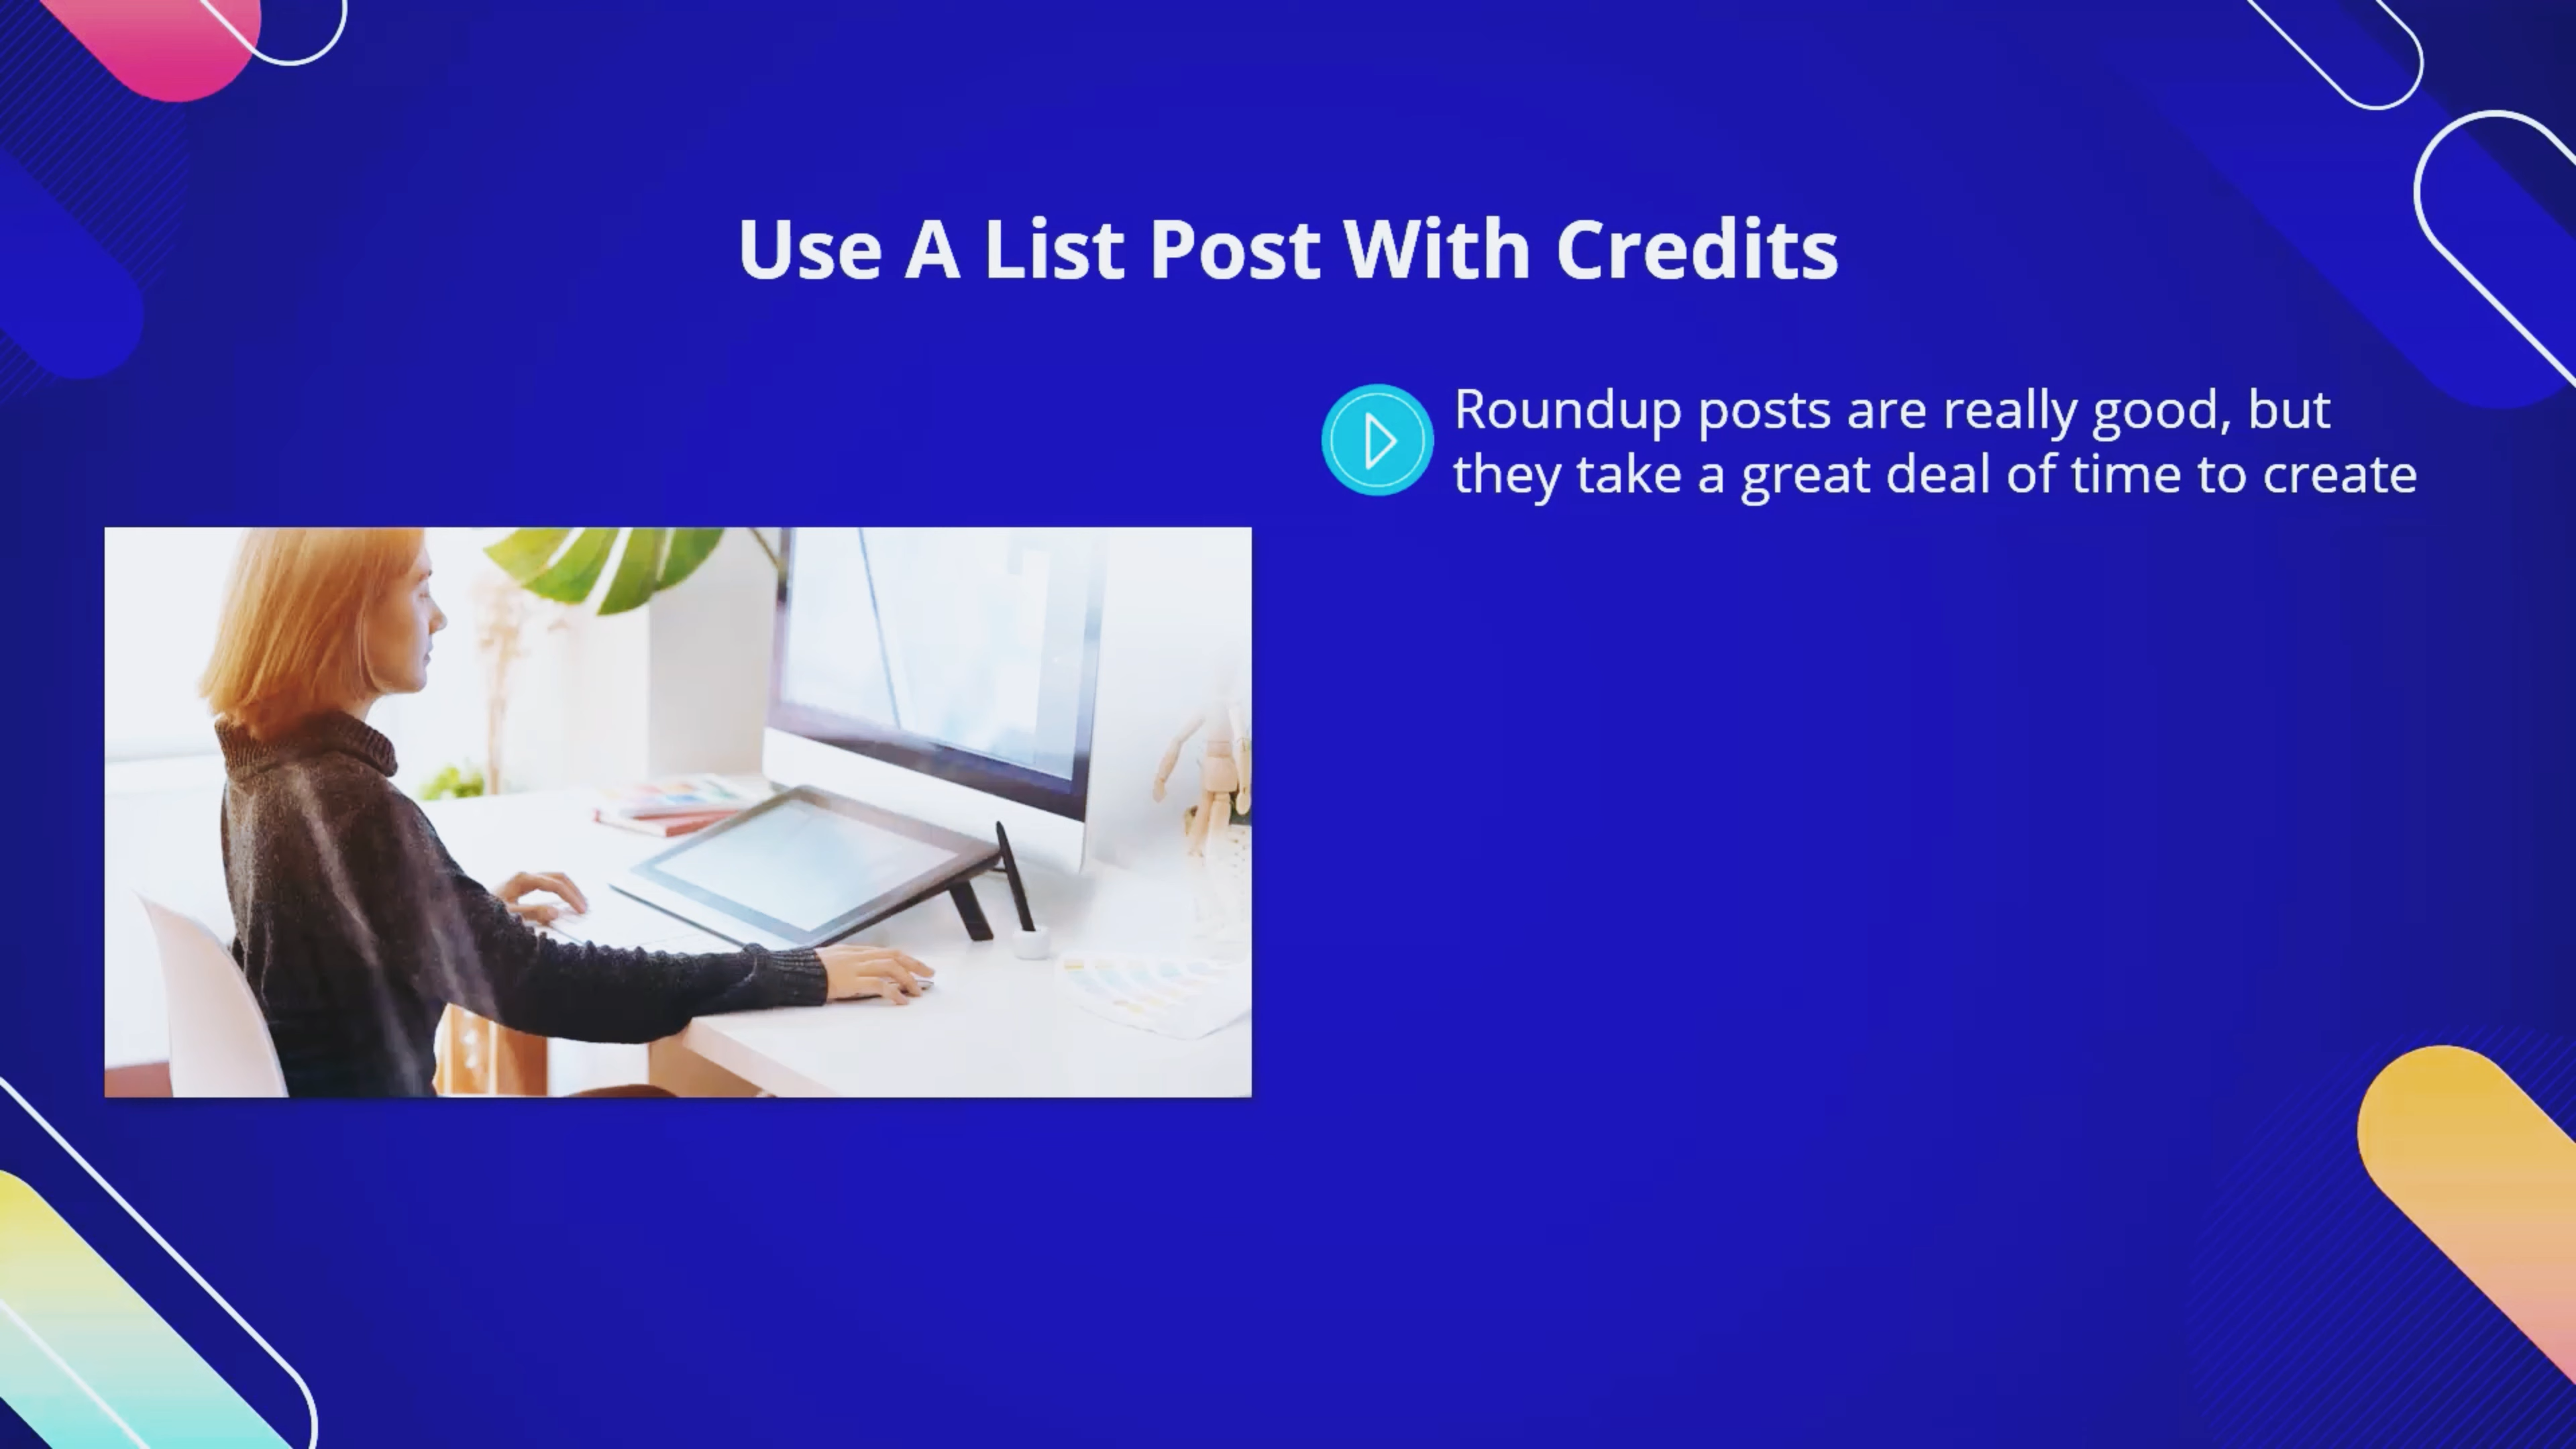 Use A List Post With Credits
Roundup posts are really good, but
they take a great deal of time to create